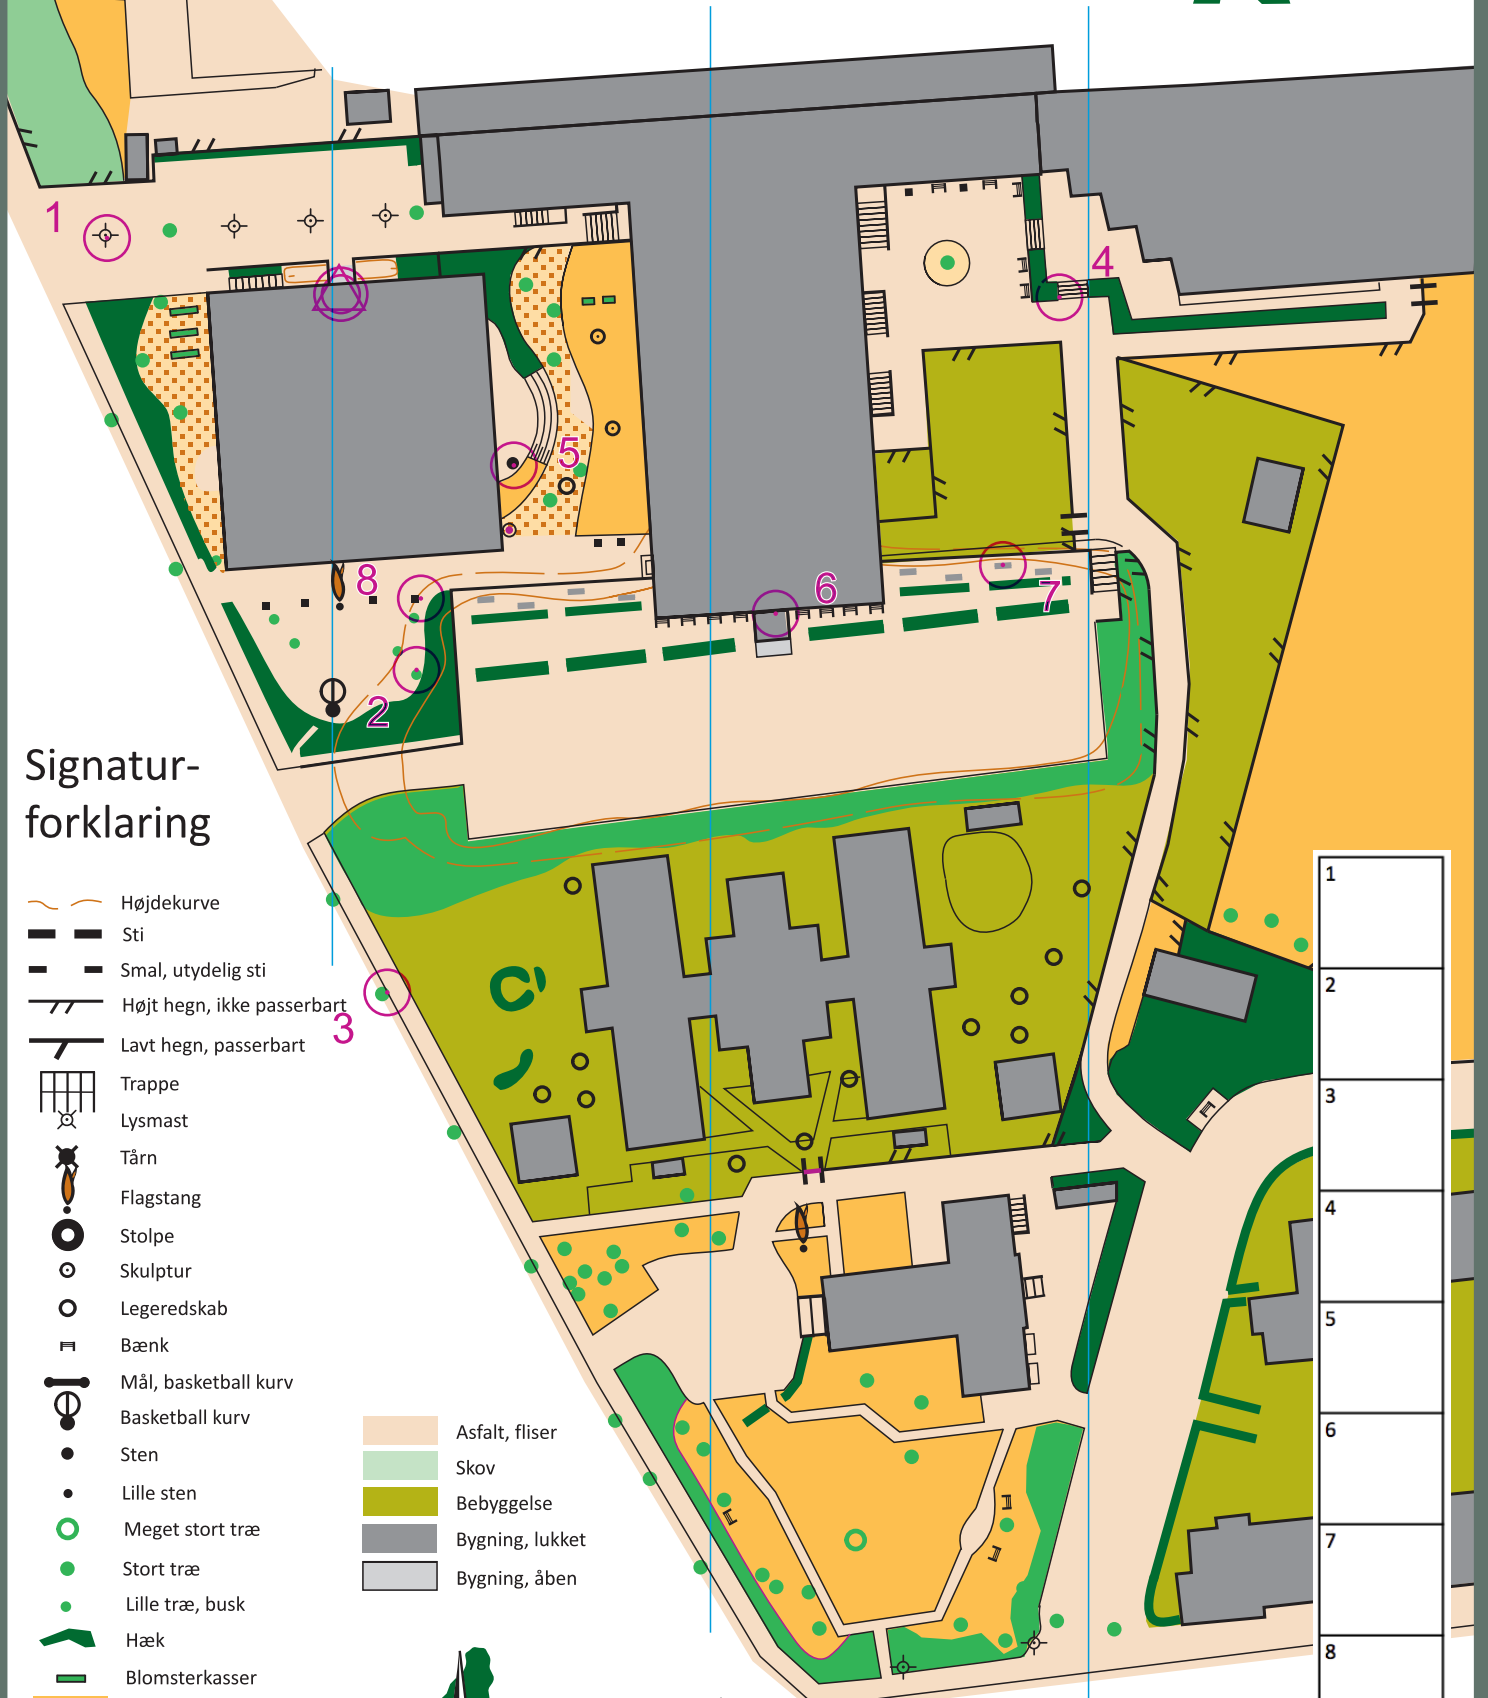 1
4
5
8
6
7
2
3
Signatur-
forklaring
Højdekurve
Sti
Smal, utydelig sti
Højt hegn, ikke passerbart
Lavt hegn, passerbart
Trappe
Lysmast
Tårn
Flagstang
Stolpe
Skulptur
Legeredskab
Bænk
Mål, basketball kurv
Basketball kurv
Sten
Lille sten
Meget stort træ
Stort træ
Lille træ, busk
Hæk
Blomsterkasser
Asfalt, fliser
Skov
Bebyggelse
Bygning, lukket
Bygning, åben
1
2
3
4
5
6
7
8